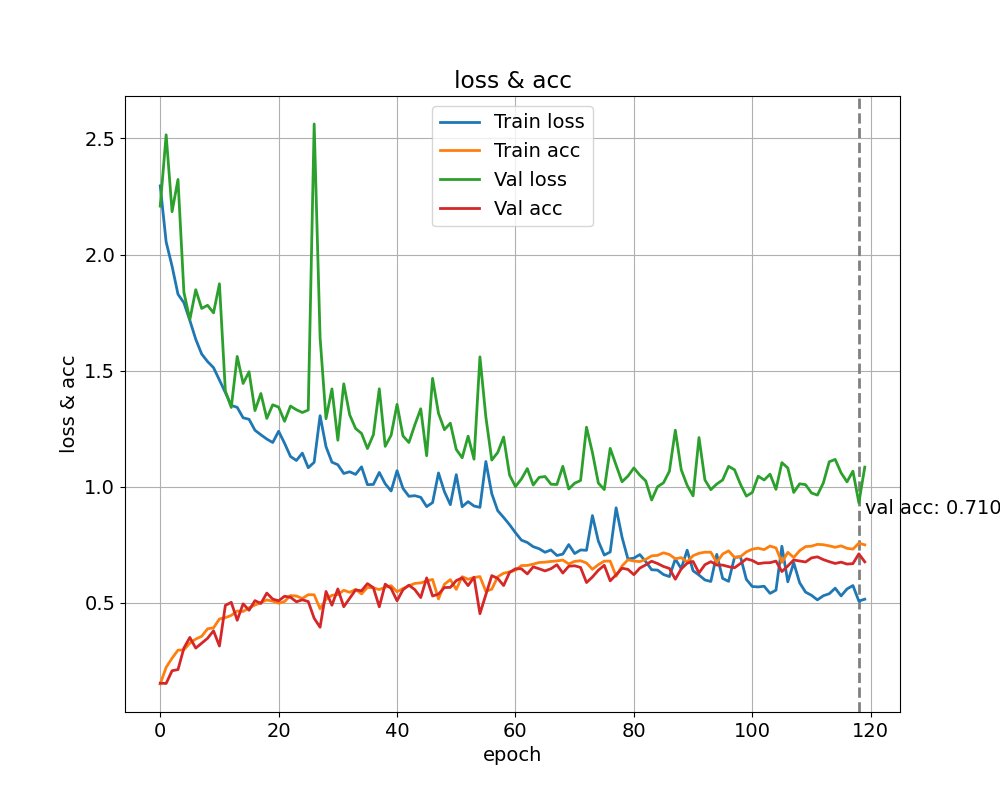 loss & acc
Train loss
Train acc
Val loss
Val acc
2.5
2.0
1.5
1.0
0.5
loss & acc
val acc: 0.710
0 20 40 60 80 100 120
epoch